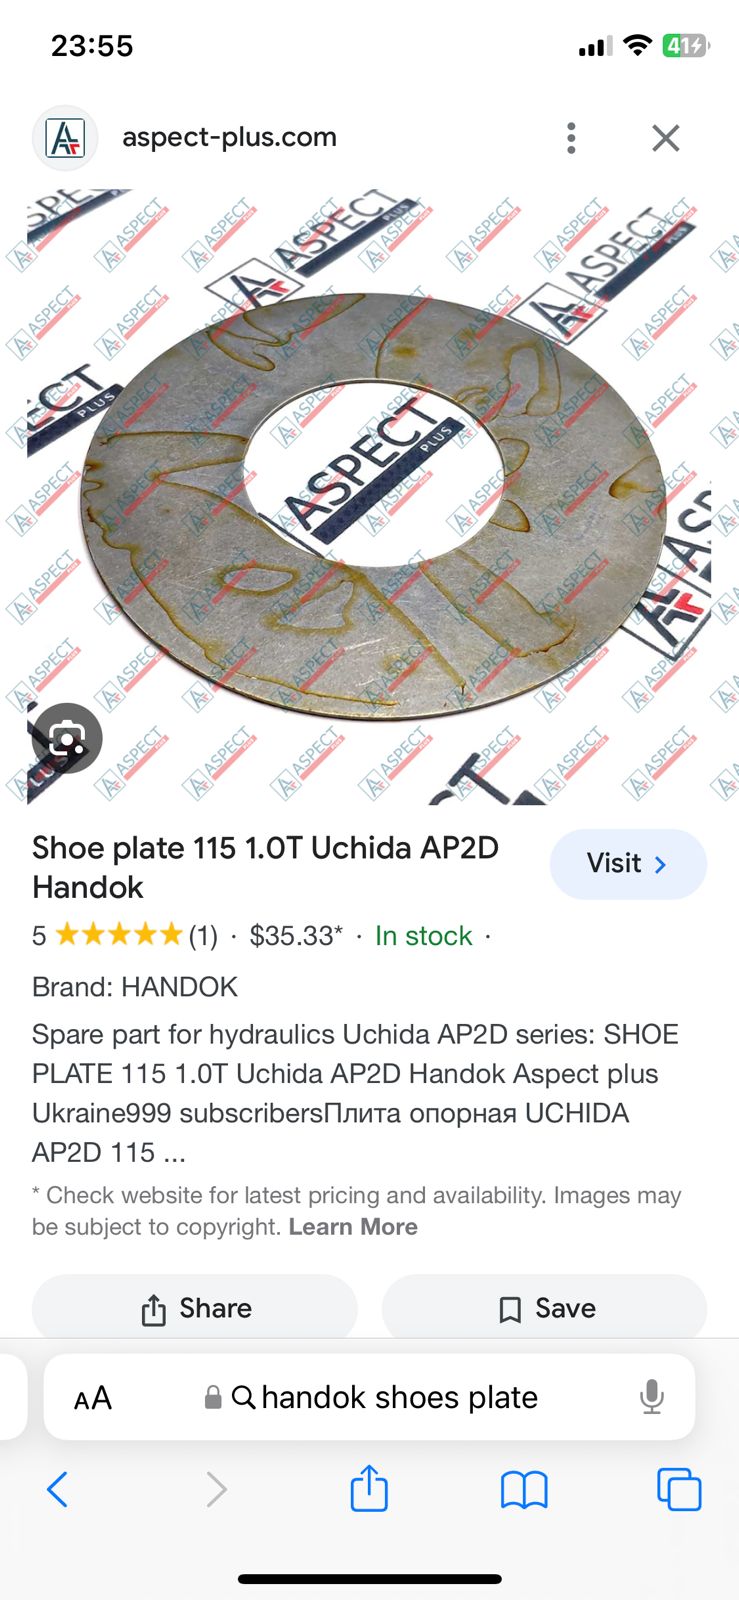 23:55
41
aspect-plus.com
ASPECT
PLUS
Shoe plate 115 1.0T Uchida AP2D
Handok
Visit
5 ★★★★★ (1) · $35.33* · In stock ·
Brand: HANDOK
Spare part for hydraulics Uchida AP2D series: SHOE
PLATE 115 1.0T Uchida AP2D Handok Aspect plus
Ukraine999 subscribersПлита опорная UCHIDA
AP2D 115 ...
* Check website for latest pricing and availability. Images may
be subject to copyright. Learn More
Share
Save
AA
handok shoes plate